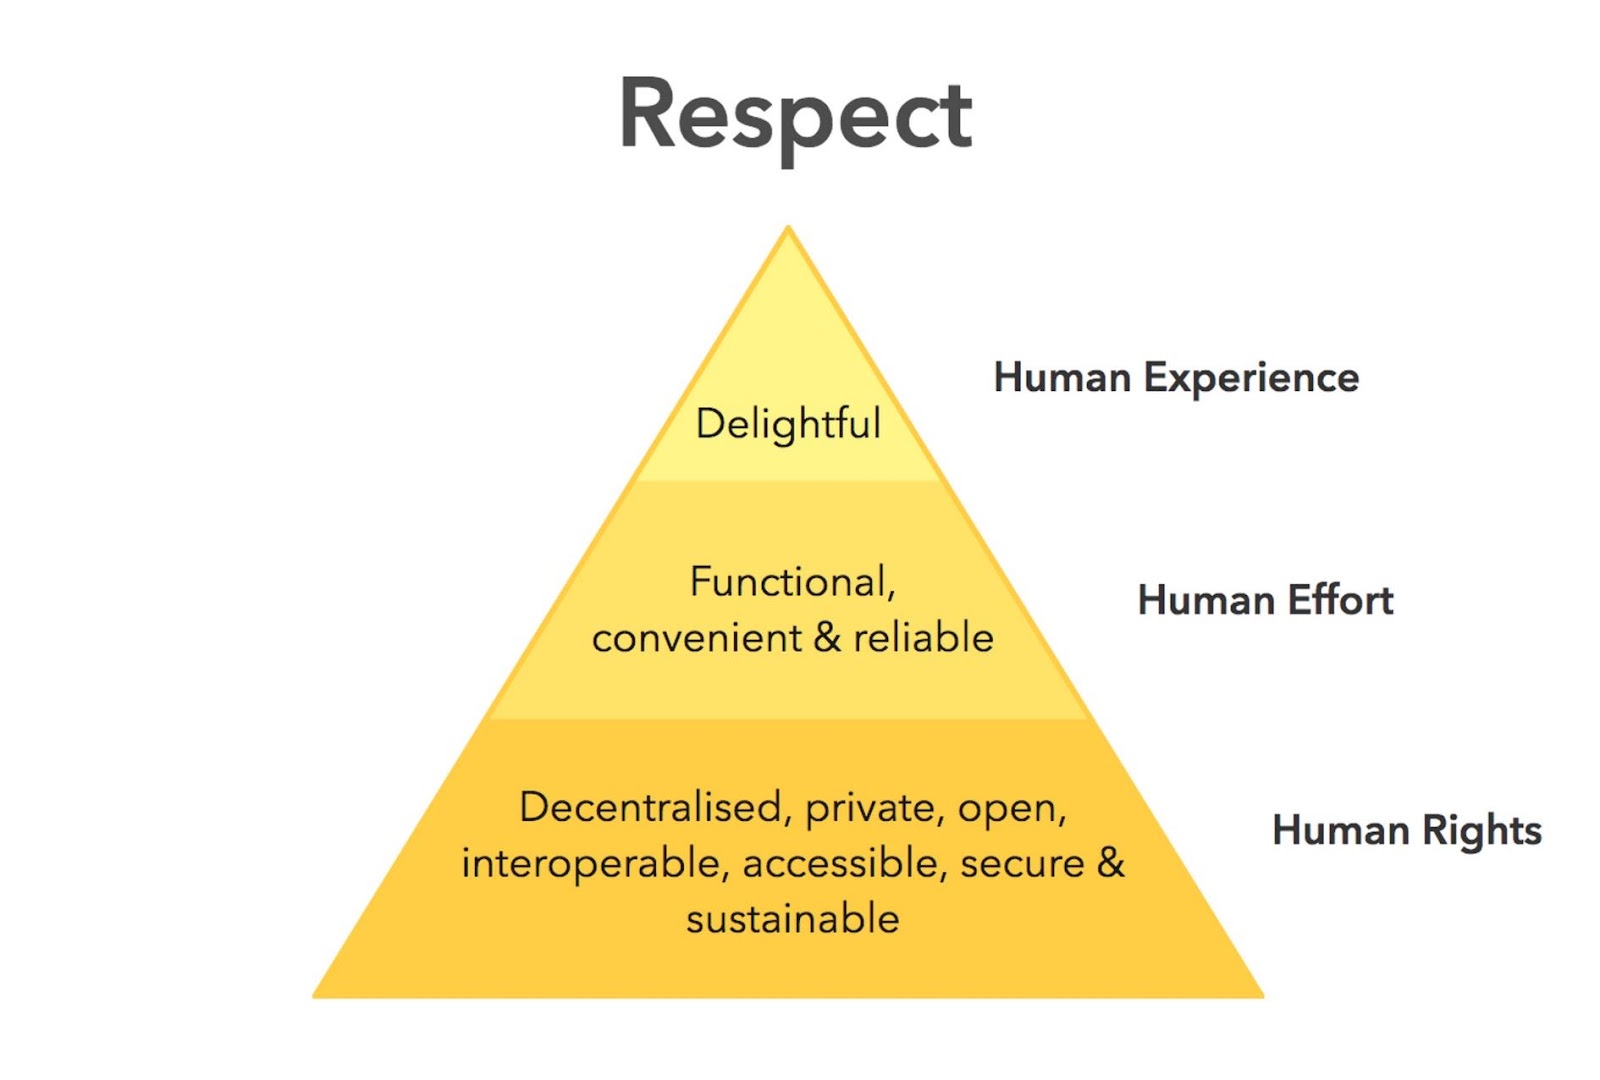 Respect
Human Experience
Delightful
Functional,
convenient & reliable
Human Effort
Decentralised, private, open,
interoperable, accessible, secure &
sustainable
Human Rights